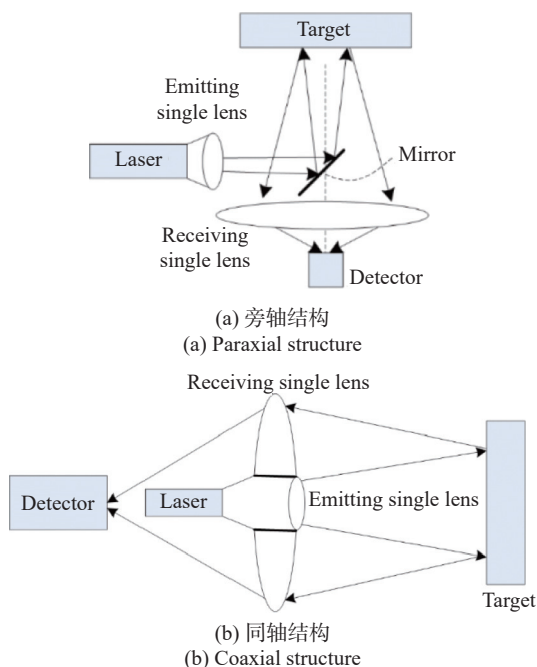 Target
Emitting
single lens
Laser
Mirror
Receiving
single lens
Detector
(a) 旁轴结构
(a) Paraxial structure
Receiving single lens
Detector
Laser
Emitting single lens
Target
(b) 同轴结构
(b) Coaxial structure